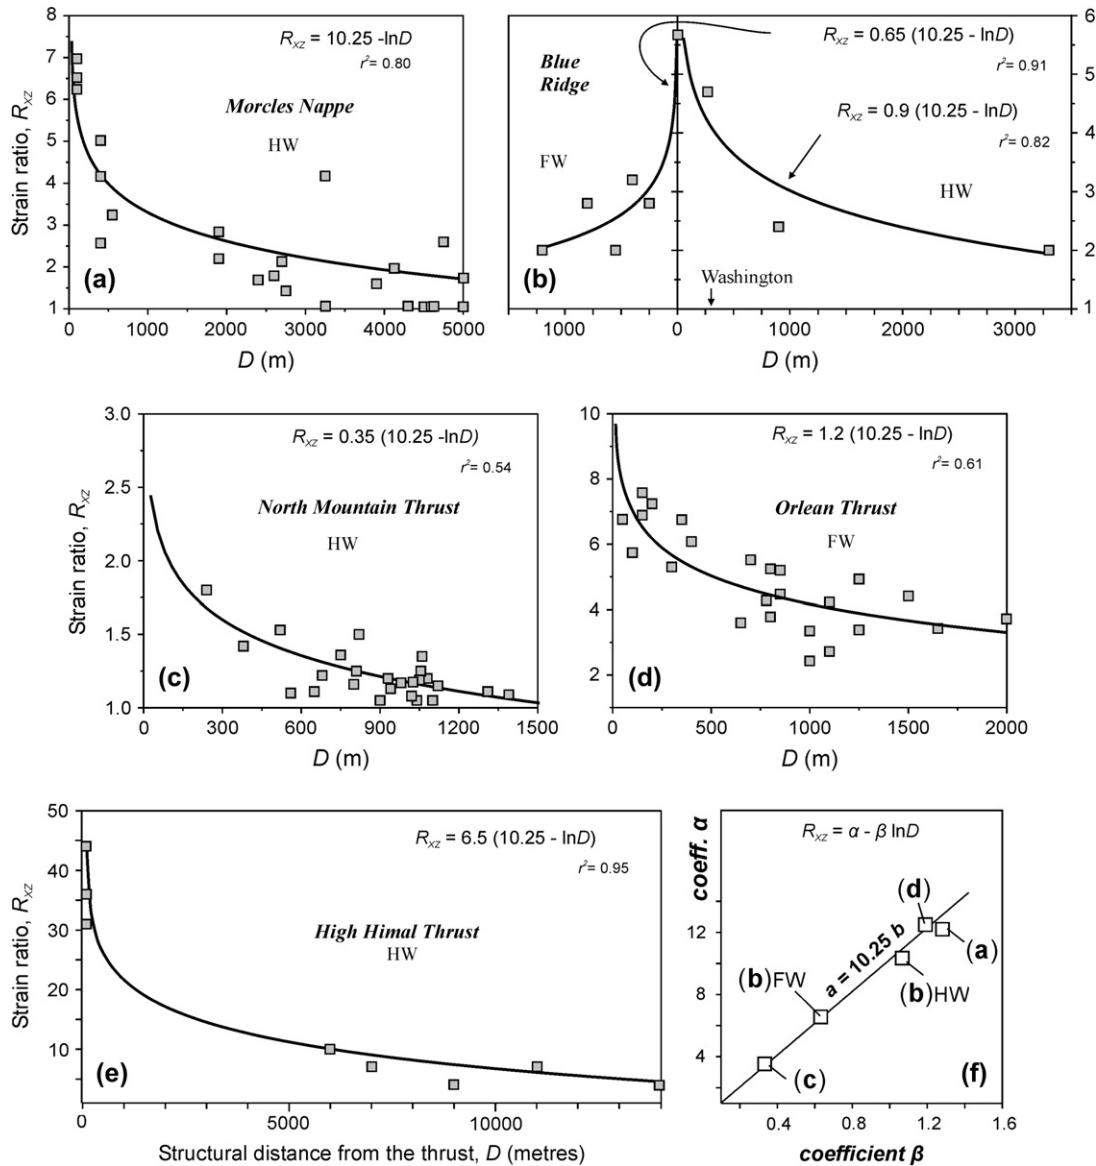 8
7
6
5
4
3
2
1
Strain ratio, R_XZ
R_XZ = 10.25 -lnD
r²= 0.80
Morcles Nappe
HW
(a)
0 1000 2000 3000 4000 5000
D (m)
Blue
Ridge
FW
R_XZ = 0.65 (10.25 - lnD)
r²= 0.91
R_XZ = 0.9 (10.25 - lnD)
r²= 0.82
HW
(b)
Washington
6
5
4
3
2
1
1000 0 1000 2000 3000
D (m)
3.0
2.5
2.0
1.5
1.0
Strain ratio, R_XZ
R_XZ = 0.35 (10.25 -lnD)
r²= 0.54
North Mountain Thrust
HW
(c)
0 300 600 900 1200 1500
D (m)
10
8
6
4
2
R_XZ = 1.2 (10.25 - lnD)
r²= 0.61
Orlean Thrust
FW
(d)
0 500 1000 1500 2000
D (m)
50
40
30
20
10
Strain ratio, R_XZ
R_XZ = 6.5 (10.25 - lnD)
r²= 0.95
High Himal Thrust
HW
(e)
0 5000 10000
Structural distance from the thrust, D (metres)
coeff. α
R_XZ = α - β lnD
12
8
4
(d)
(a)
a = 10.25 b
(b)FW
(b)HW
(c)
(f)
0.4 0.8 1.2 1.6
coefficient β